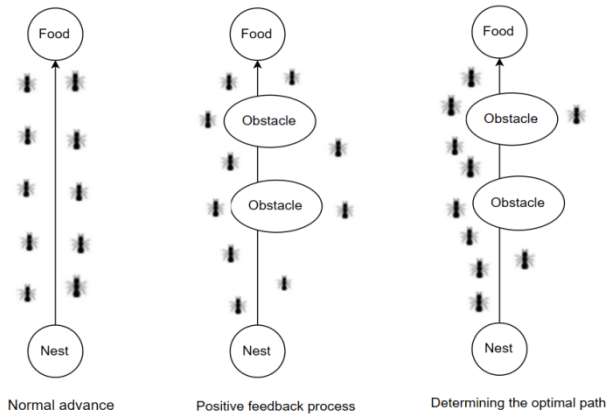 Food
Nest
Normal advance
Food
Obstacle
Obstacle
Nest
Positive feedback process
Food
Obstacle
Obstacle
Nest
Determining the optimal path